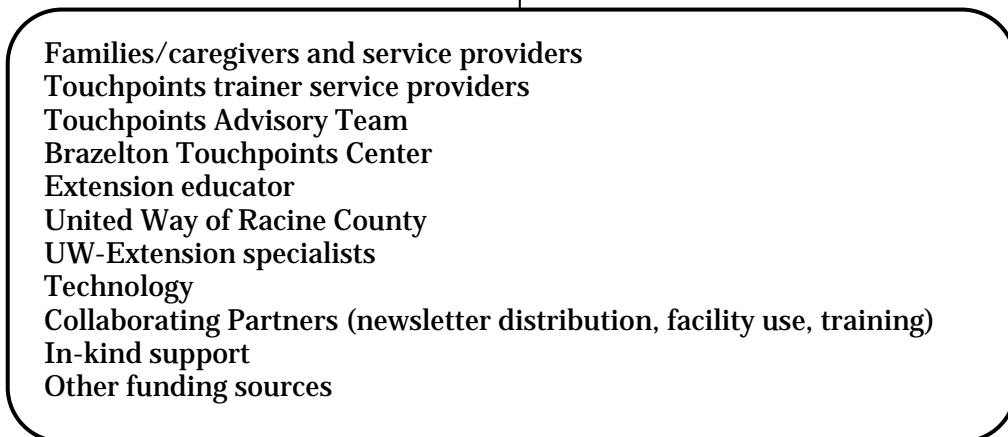 Families/caregivers and service providers
Touchpoints trainer service providers
Touchpoints Advisory Team
Brazelton Touchpoints Center
Extension educator
United Way of Racine County
UW-Extension specialists
Technology
Collaborating Partners (newsletter distribution, facility use, training)
In-kind support
Other funding sources